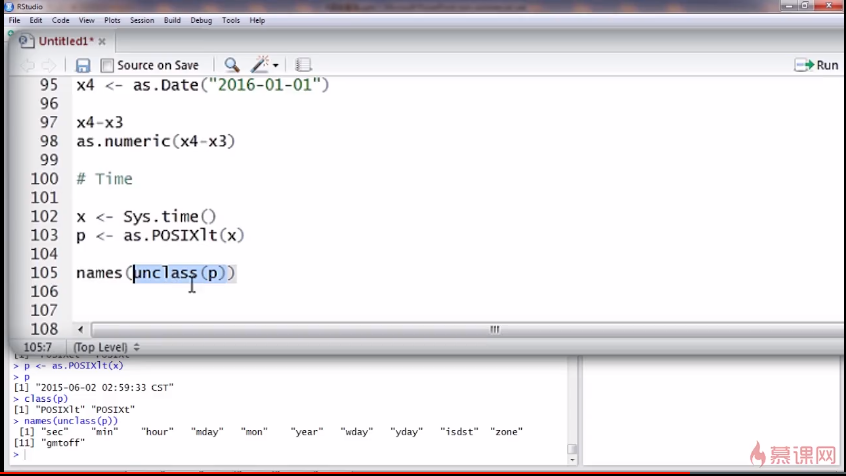 RStudio
File Edit Code View Plots Session Build Debug Tools Help
Untitled1*
Source on Save
Run
95 x4 <- as.Date("2016-01-01")
96
97 x4-x3
98 as.numeric(x4-x3)
99
100 # Time
101
102 x <- Sys.time()
103 p <- as.POSIXlt(x)
104
105 names(unclass(p))
106
107
108
105:7 (Top Level)
> p <- as.POSIXlt(x)
> p
[1] "2015-06-02 02:59:33 CST"
> class(p)
[1] "POSIXlt" "POSIXt"
> names(unclass(p))
[1] "sec" "min" "hour" "mday" "mon" "year" "wday" "yday" "isdst" "zone"
[11] "gmtoff"
>
慕课网